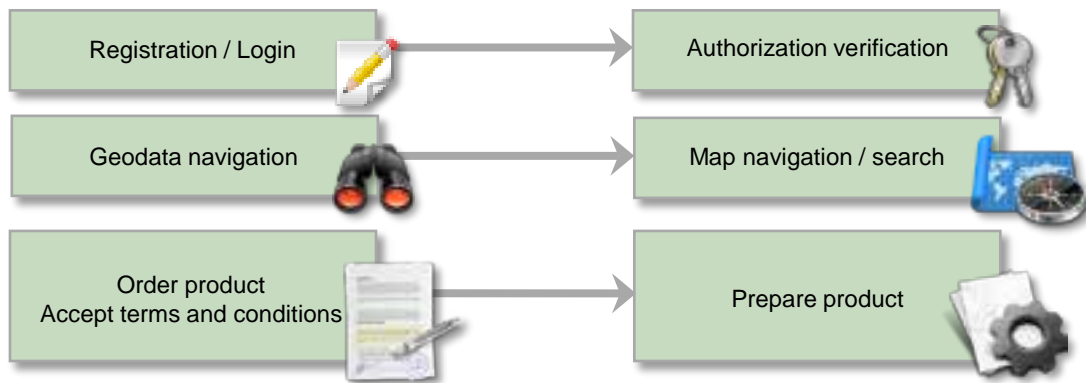 Registration / Login
Authorization verification
Geodata navigation
Map navigation / search
Order product
Accept terms and conditions
Prepare product